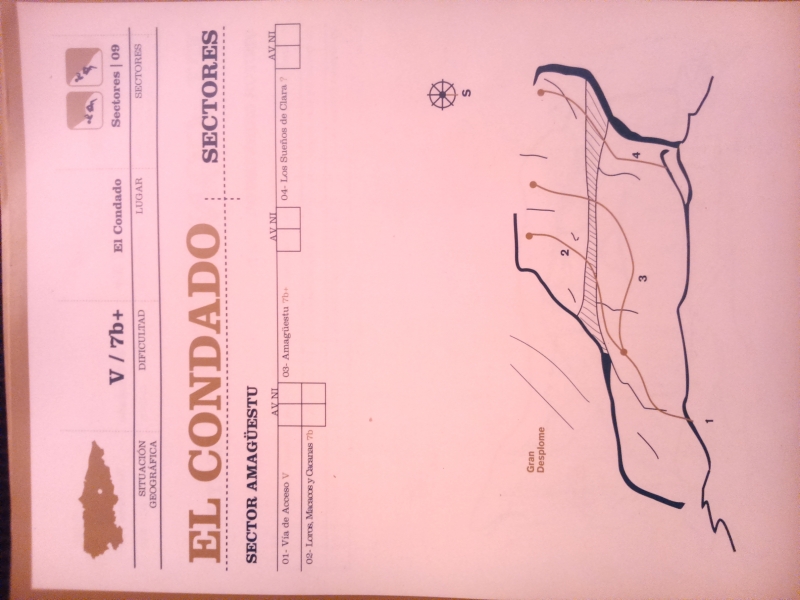 V / 7b+
El Condado
Sectores | 09
SITUACIÓN
GEOGRÁFICA
DIFICULTAD
LUGAR
SECTORES
EL CONDADO
SECTORES
SECTOR AMAGÜESTU
AV NI
AV NI
AV NI
01- Vía de Acceso V
02- Loros, Macacos y Cacatuas 7b
03- Amagüestu 7b+
04- Los Sueños de Clara ?
S
Gran
Desplome
1
2
3
4